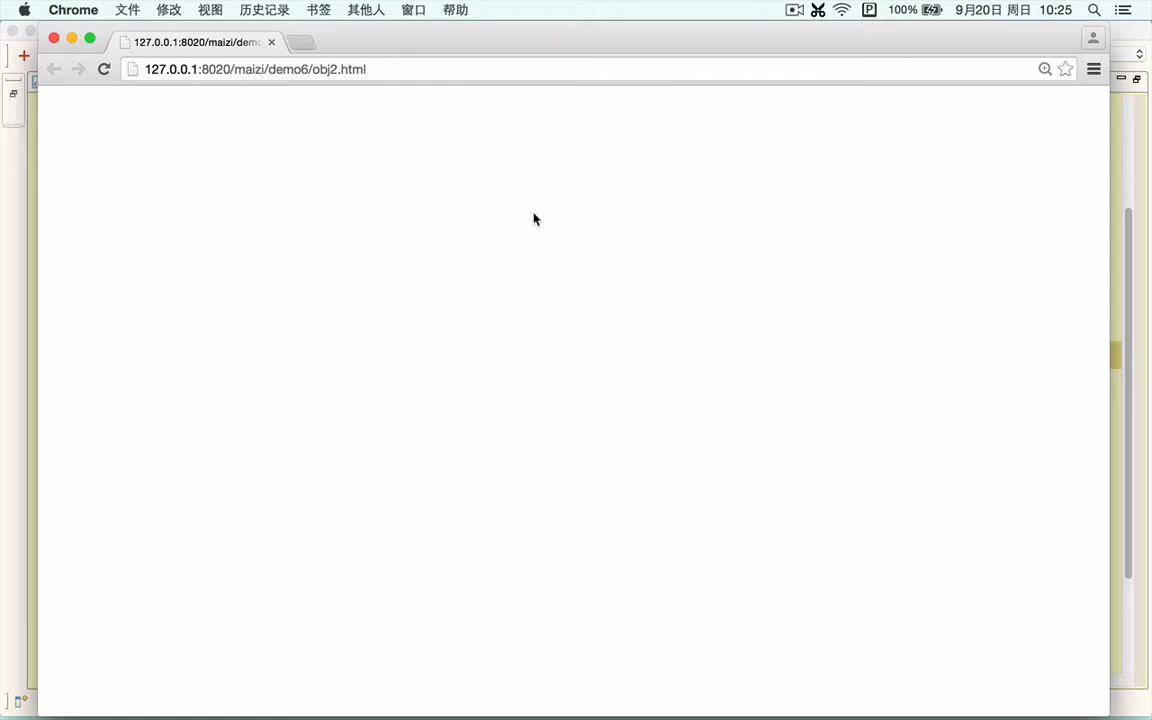 Chrome 文件 修改 视图 历史记录 书签 其他人 窗口 帮助 P 100% 9月20日 周日 10:25
127.0.0.1:8020/maizi/demo
127.0.0.1:8020/maizi/demo6/obj2.html